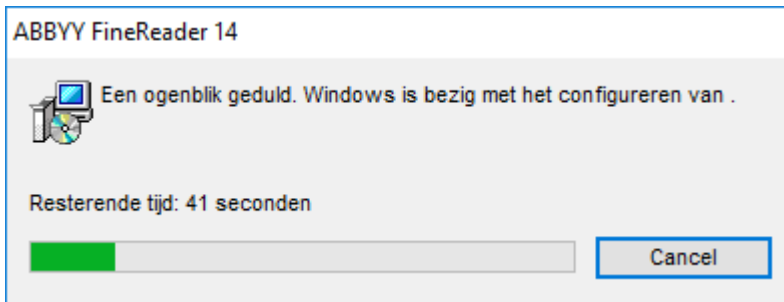 ABBYY FineReader 14
Een ogenblik geduld. Windows is bezig met het configureren van .
Resterende tijd: 41 seconden
Cancel